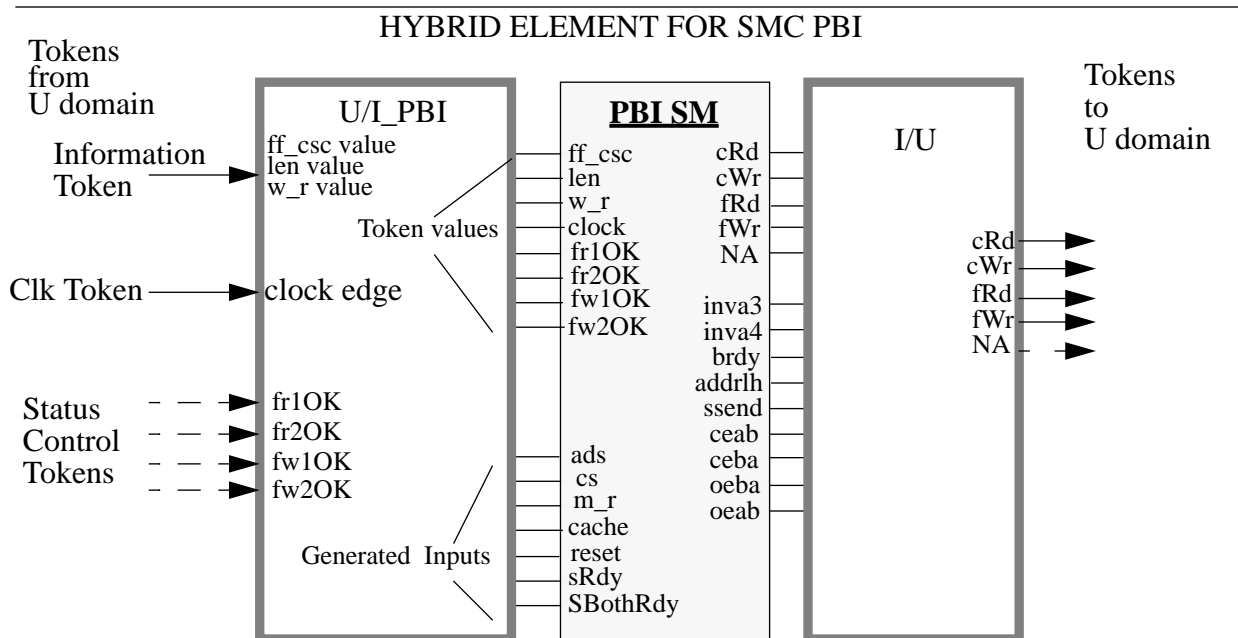 HYBRID ELEMENT FOR SMC PBI
Tokens
from
U domain
Information
Token
Clk Token
Status
Control
Tokens
U/I_PBI
ff_csc value
len value
w_r value
Token values
clock edge
fr1OK
fr2OK
fw1OK
fw2OK
Generated Inputs
PBI SM
ff_csc
len
w_r
clock
fr1OK
fr2OK
fw1OK
fw2OK
ads
cs
m_r
cache
reset
sRdy
SBothRdy
cRd
cWr
fRd
fWr
NA
inva3
inva4
brdy
addrlh
ssend
ceab
ceba
oeba
oeab
I/U
cRd
cWr
fRd
fWr
NA
Tokens
to
U domain